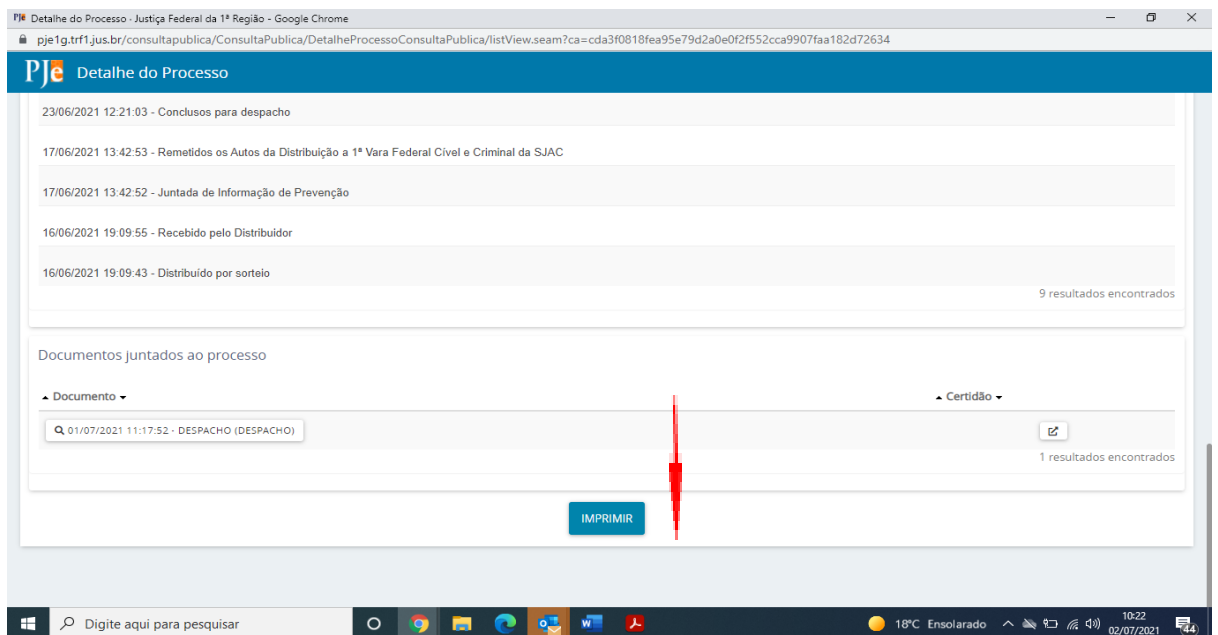 PJe Detalhe do Processo · Justiça Federal da 1ª Região - Google Chrome
pje1g.trf1.jus.br/consultapublica/ConsultaPublica/DetalheProcessoConsultaPublica/listView.seam?ca=cda3f0818fea95e79d2a0e0f2f552cca9907faa182d72634
PJe Detalhe do Processo
23/06/2021 12:21:03 - Conclusos para despacho
17/06/2021 13:42:53 - Remetidos os Autos da Distribuição a 1ª Vara Federal Cível e Criminal da SJAC
17/06/2021 13:42:52 - Juntada de Informação de Prevenção
16/06/2021 19:09:55 - Recebido pelo Distribuidor
16/06/2021 19:09:43 - Distribuído por sorteio
9 resultados encontrados
Documentos juntados ao processo
Documento Certidão
01/07/2021 11:17:52 - DESPACHO (DESPACHO)
1 resultados encontrados
IMPRIMIR
Digite aqui para pesquisar
18°C Ensolarado
10:22
02/07/2021
44